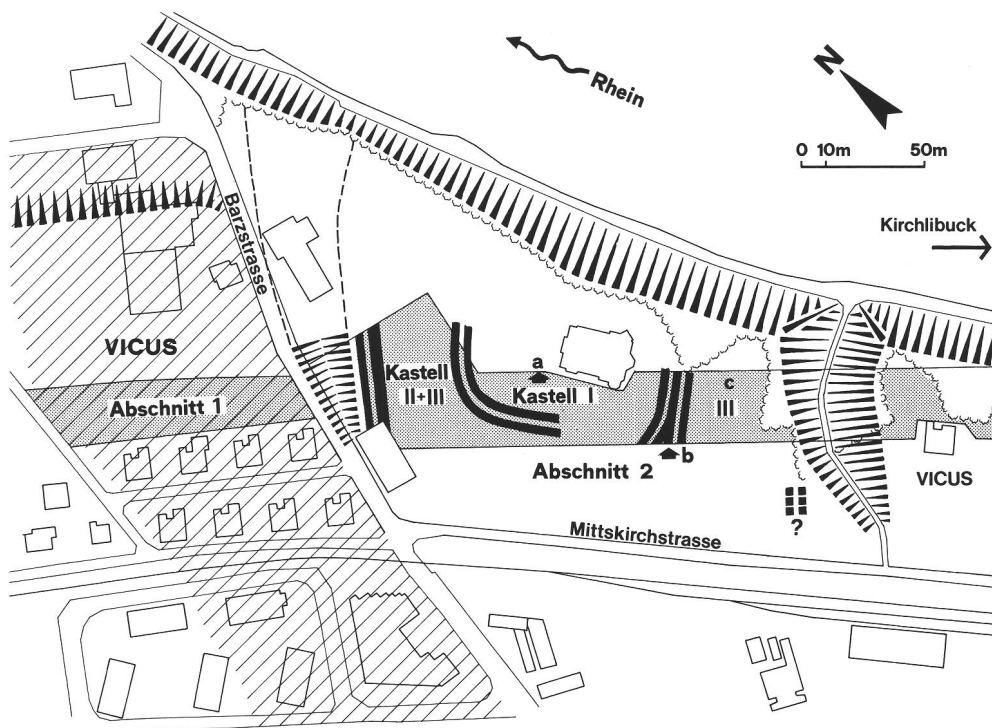 Rhein
N
0 10m 50m
Kirchlibuck
Barzstrasse
VICUS
Abschnitt 1
Kastell
II+III
a
Kastell I
c
III
b
Abschnitt 2
VICUS
?
Mittskirchstrasse